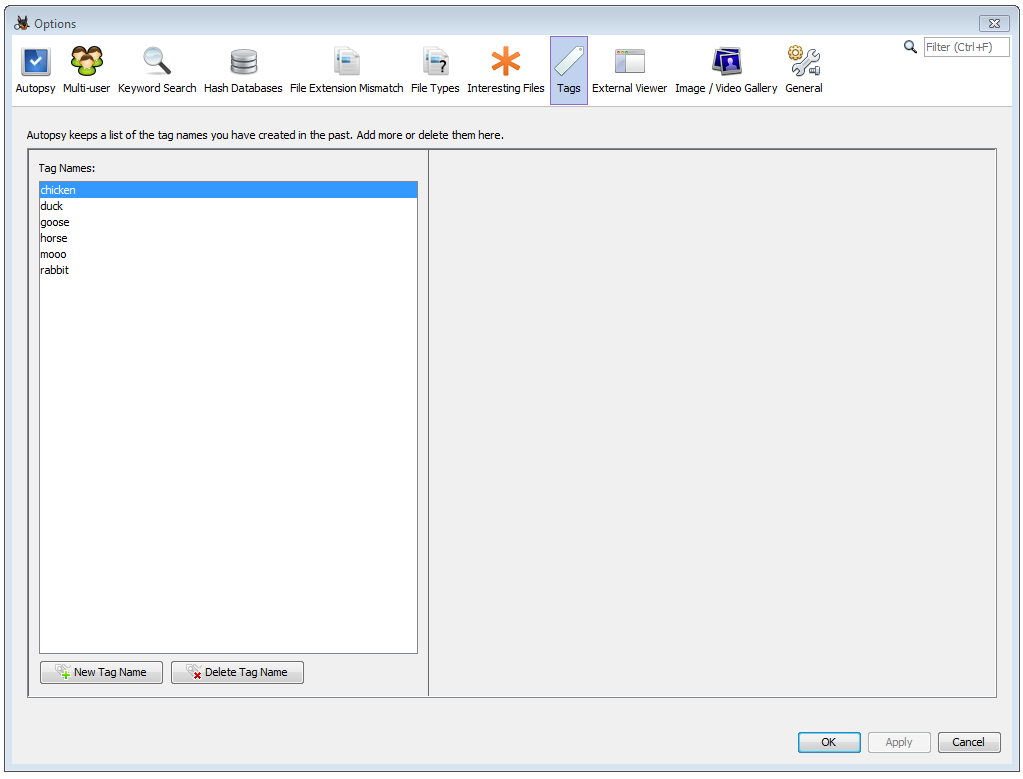 Options
Filter (Ctrl+F)
Autopsy Multi-user Keyword Search Hash Databases File Extension Mismatch File Types Interesting Files Tags External Viewer Image / Video Gallery General
Autopsy keeps a list of the tag names you have created in the past. Add more or delete them here.
Tag Names:
chicken
duck
goose
horse
mooo
rabbit
New Tag Name Delete Tag Name
OK Apply Cancel